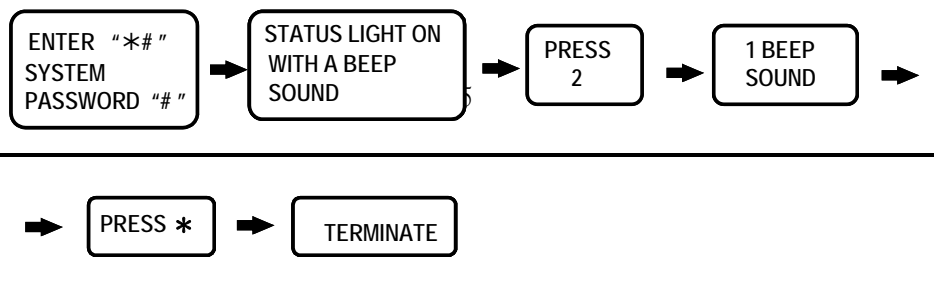 ENTER “*#”
SYSTEM
PASSWORD “#”
STATUS LIGHT ON
WITH A BEEP
SOUND
PRESS
2
1 BEEP
SOUND
PRESS *
TERMINATE